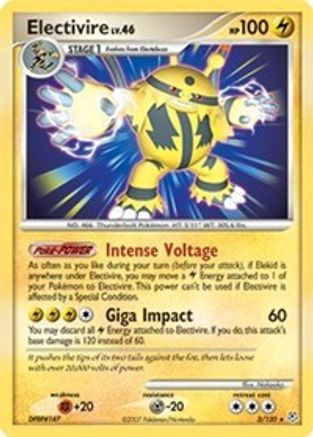 Electivire LV.46 HP 100
STAGE 1 Evolves from Electabuzz
NO. 466 Thunderbolt Pokémon HT. 5'11" WT. 305.6 lbs.
POKÉ-POWER Intense Voltage
As often as you like during your turn (before your attack), if Elekid
is anywhere under Electivire, you may move a Energy attached to 1
of your Pokémon to Electivire. This power can't be used if Electivire is
affected by a Special Condition.
Giga Impact 60
You may discard all Energy attached to Electivire. If you do, this attack's
base damage is 120 instead of 60.
It pushes the tips of its two tails against the foe, then lets loose
with over 20,000 volts of power.
Illus.
weakness resistance retreat cost
+20 -20
©2007 Pokémon/Nintendo 3/130